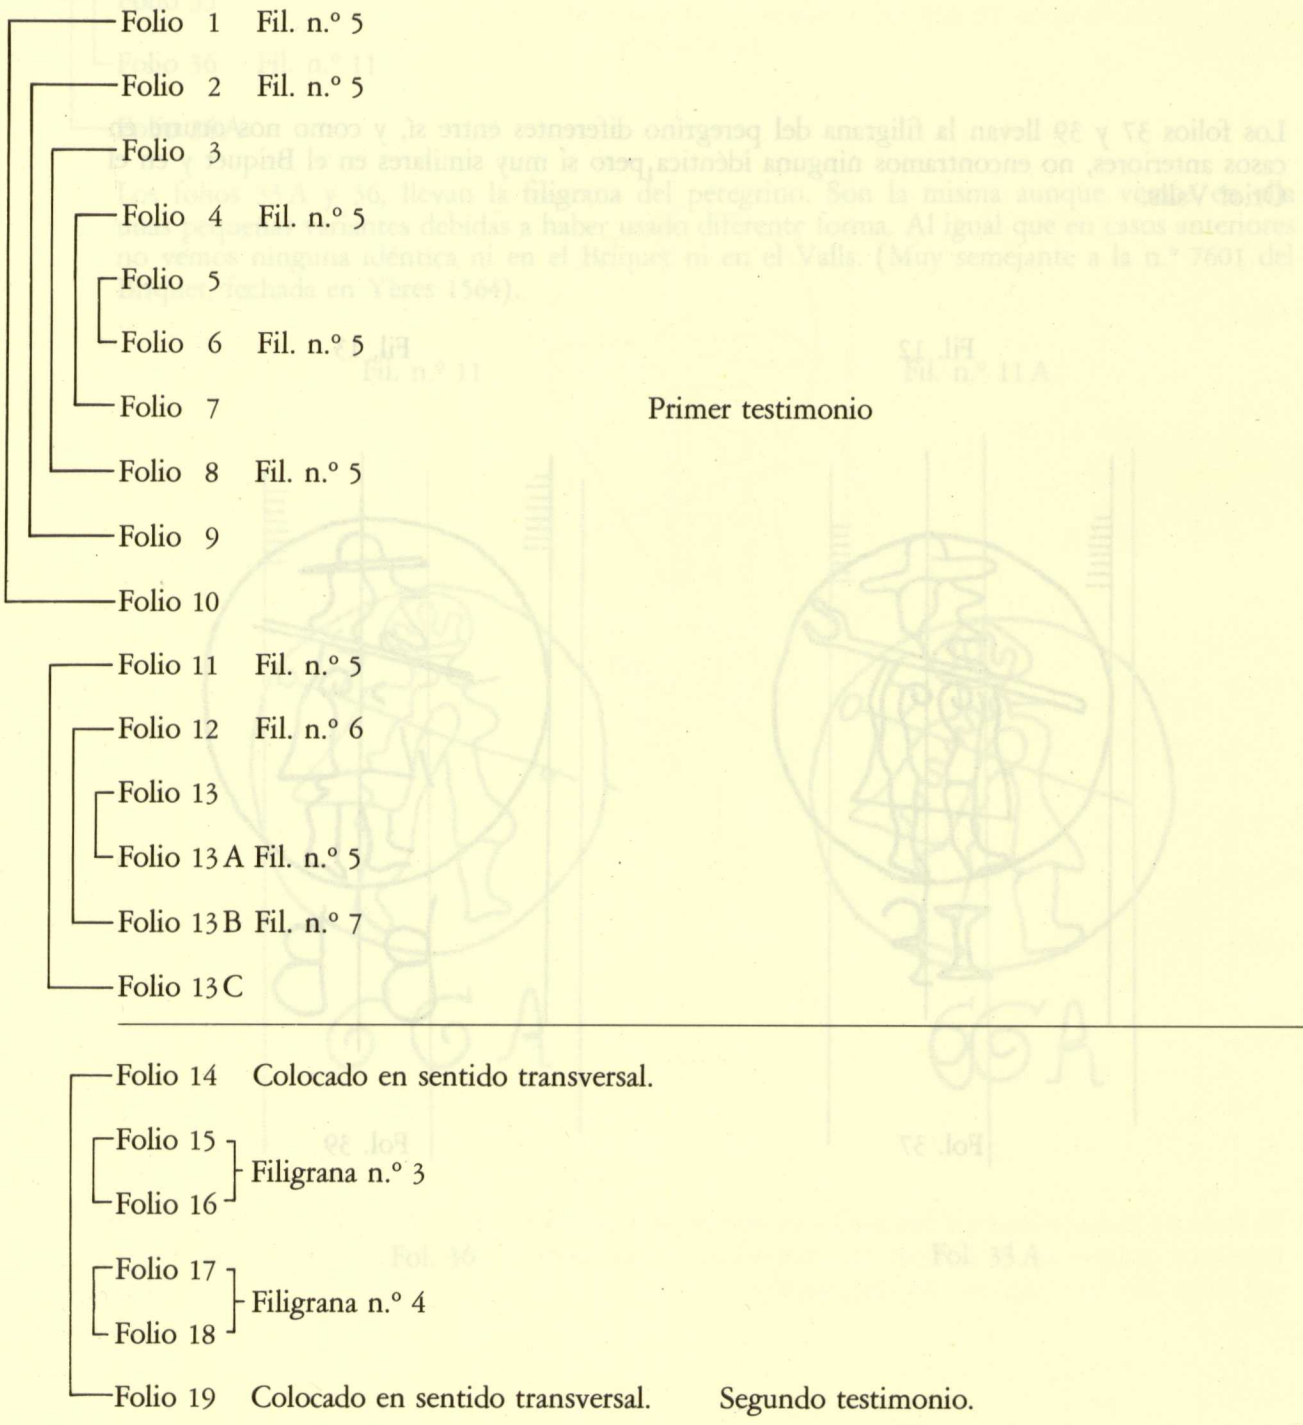 Folio 1 Fil. n.º 5
Folio 2 Fil. n.º 5
Folio 3
Folio 4 Fil. n.º 5
Folio 5
Folio 6 Fil. n.º 5
Folio 7 Primer testimonio
Folio 8 Fil. n.º 5
Folio 9
Folio 10
Folio 11 Fil. n.º 5
Folio 12 Fil. n.º 6
Folio 13
Folio 13 A Fil. n.º 5
Folio 13 B Fil. n.º 7
Folio 13 C
Folio 14 Colocado en sentido transversal.
Folio 15
Filigrana n.º 3
Folio 16
Folio 17
Filigrana n.º 4
Folio 18
Folio 19 Colocado en sentido transversal. Segundo testimonio.